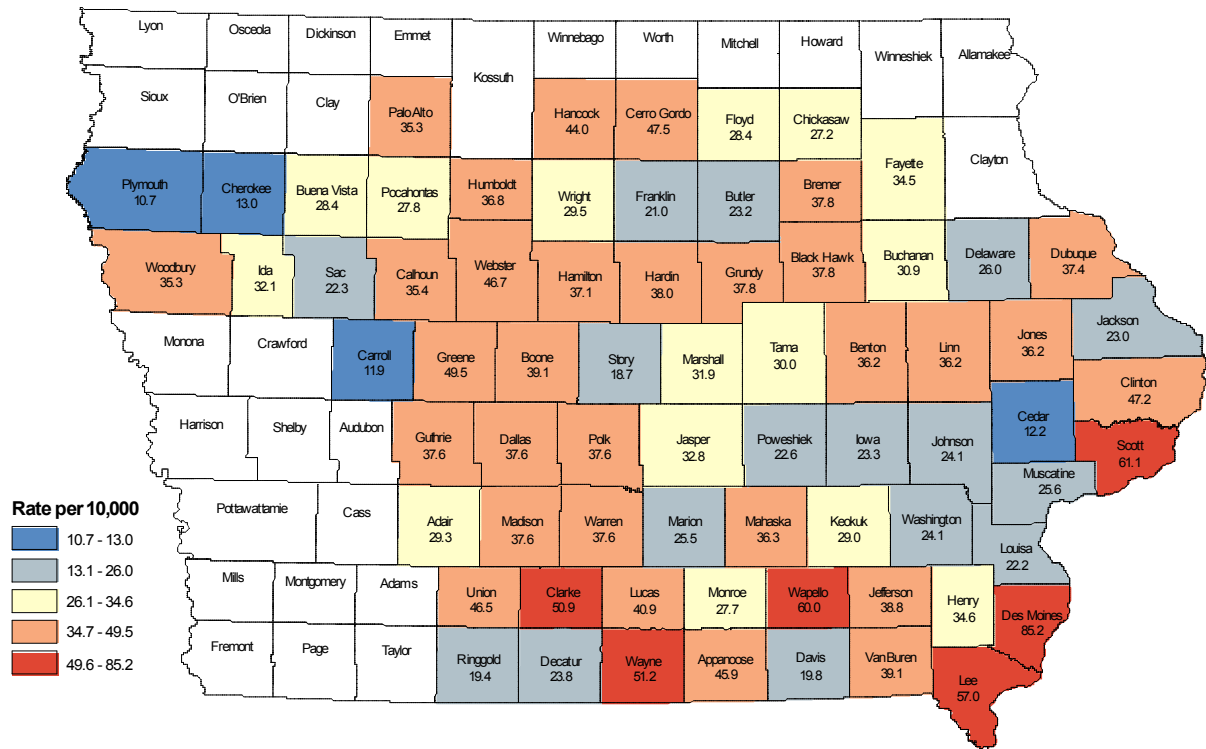 Lyon
Osceola
Dickinson
Emmet
Winnebago
Worth
Mitchell
Howard
Winneshiek
Allamakee
Kossuth
Sioux
O'Brien
Clay
Palo Alto
35.3
Hancock
44.0
Cerro Gordo
47.5
Floyd
28.4
Chickasaw
27.2
Fayette
34.5
Clayton
Plymouth
10.7
Cherokee
13.0
Buena Vista
28.4
Pocahontas
27.8
Humboldt
36.8
Wright
29.5
Franklin
21.0
Butler
23.2
Bremer
37.8
Woodbury
35.3
Ida
32.1
Sac
22.3
Calhoun
35.4
Webster
46.7
Hamilton
37.1
Hardin
38.0
Grundy
37.8
Black Hawk
37.8
Buchanan
30.9
Delaware
26.0
Dubuque
37.4
Monona
Crawford
Carroll
11.9
Greene
49.5
Boone
39.1
Story
18.7
Marshall
31.9
Tama
30.0
Benton
36.2
Linn
36.2
Jones
36.2
Jackson
23.0
Clinton
47.2
Harrison
Shelby
Audubon
Guthrie
37.6
Dallas
37.6
Polk
37.6
Jasper
32.8
Poweshiek
22.6
Iowa
23.3
Johnson
24.1
Cedar
12.2
Scott
61.1
Muscatine
25.6
Pottawattamie
Cass
Adair
29.3
Madison
37.6
Warren
37.6
Marion
25.5
Mahaska
36.3
Keokuk
29.0
Washington
24.1
Louisa
22.2
Mills
Montgomery
Adams
Union
46.5
Clarke
50.9
Lucas
40.9
Monroe
27.7
Wapello
60.0
Jefferson
38.8
Henry
34.6
Des Moines
85.2
Fremont
Page
Taylor
Ringgold
19.4
Decatur
23.8
Wayne
51.2
Appanoose
45.9
Davis
19.8
Van Buren
39.1
Lee
57.0
Rate per 10,000
10.7 - 13.0
13.1 - 26.0
26.1 - 34.6
34.7 - 49.5
49.6 - 85.2